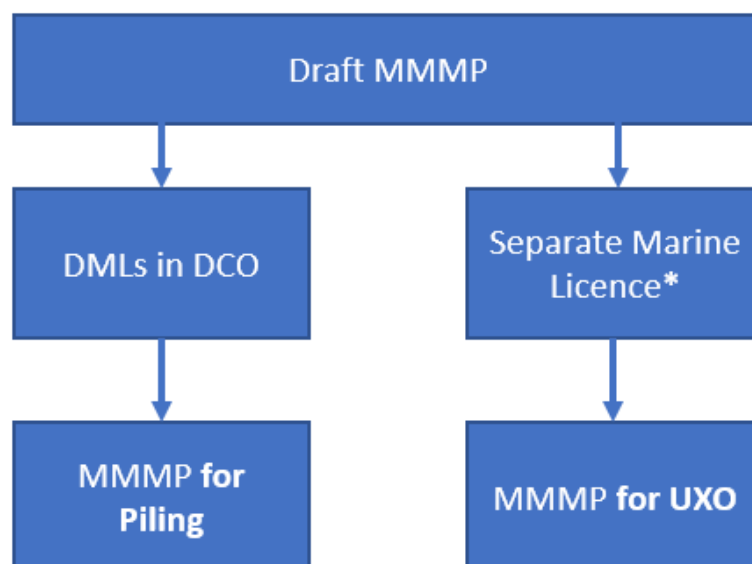 Draft MMMP
DMLs in DCO
Separate Marine
Licence*
MMMP for
Piling
MMMP for UXO